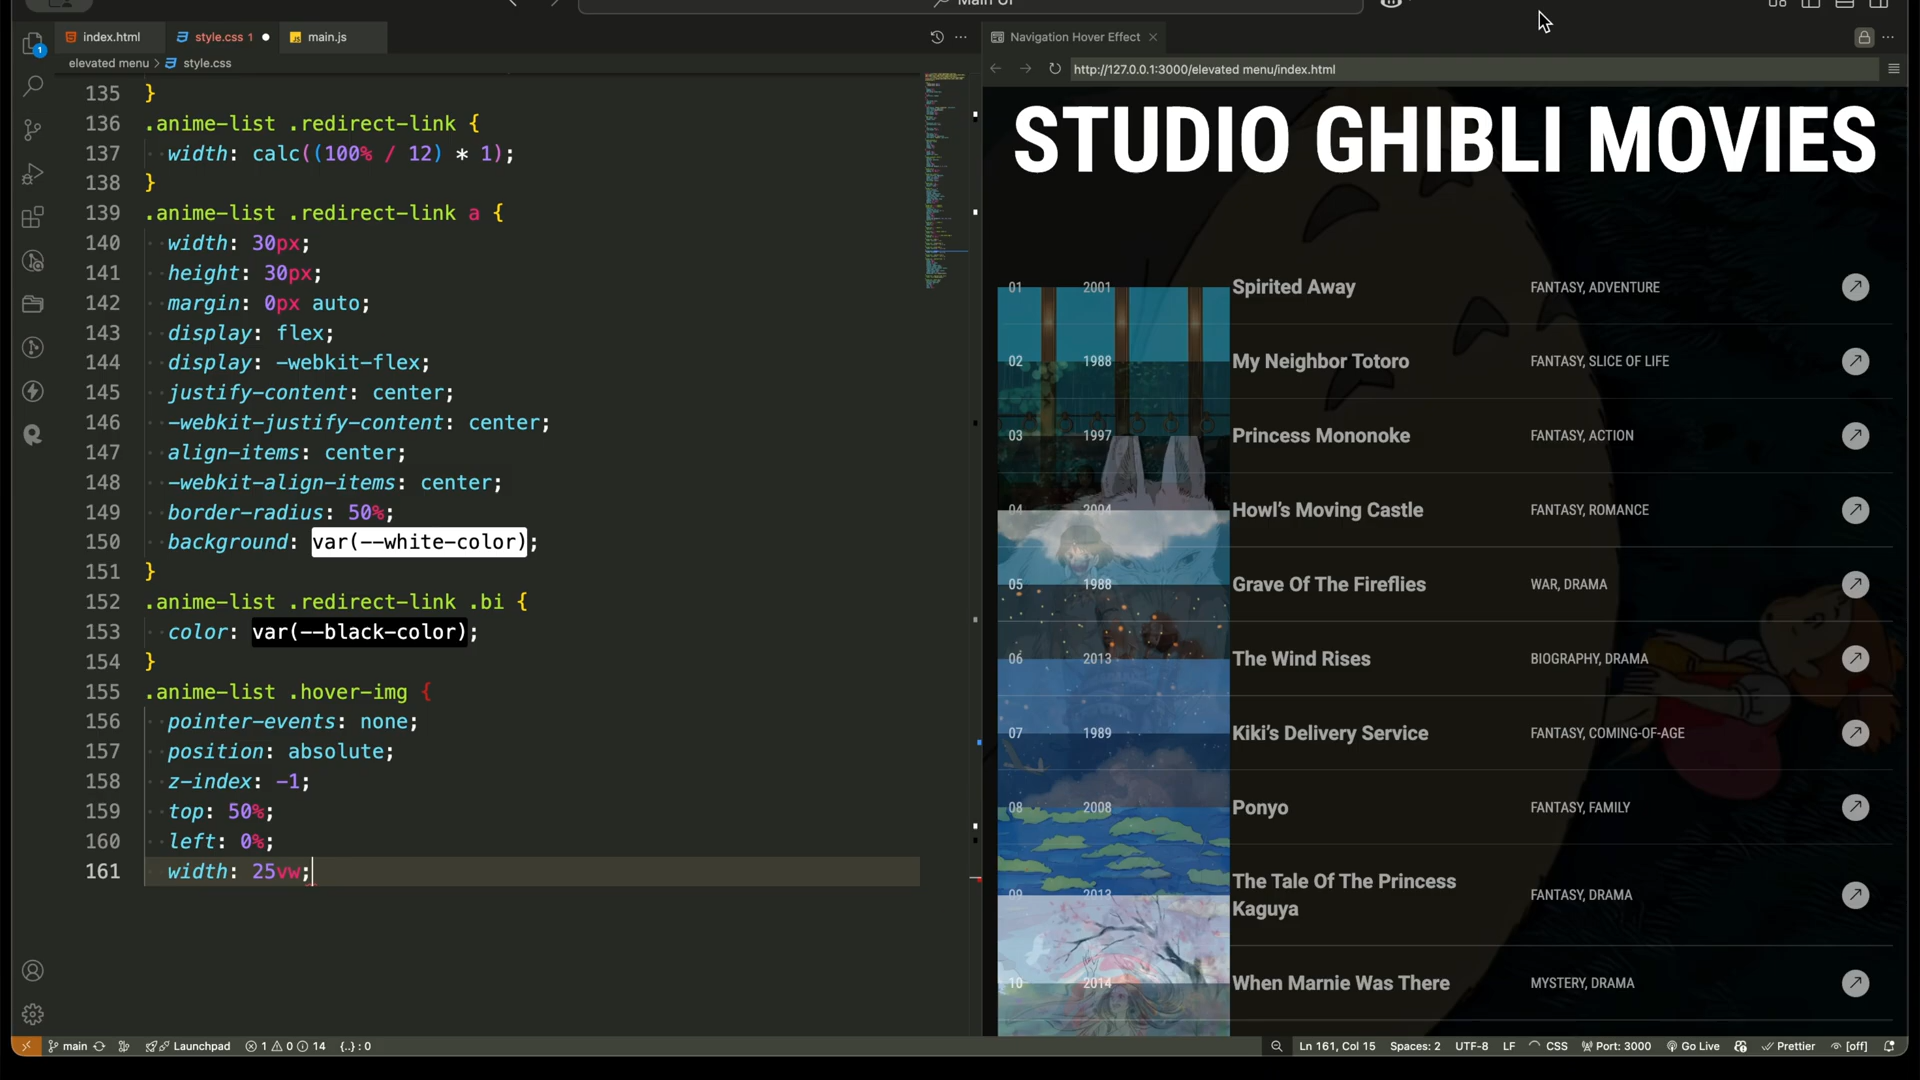 Main UI
index.html
style.css 1
main.js
elevated menu > style.css
135 }
136 .anime-list .redirect-link {
137 width: calc((100% / 12) * 1);
138 }
139 .anime-list .redirect-link a {
140 width: 30px;
141 height: 30px;
142 margin: 0px auto;
143 display: flex;
144 display: -webkit-flex;
145 justify-content: center;
146 -webkit-justify-content: center;
147 align-items: center;
148 -webkit-align-items: center;
149 border-radius: 50%;
150 background: var(--white-color);
151 }
152 .anime-list .redirect-link .bi {
153 color: var(--black-color);
154 }
155 .anime-list .hover-img {
156 pointer-events: none;
157 position: absolute;
158 z-index: -1;
159 top: 50%;
160 left: 0%;
161 width: 25vw;
Navigation Hover Effect
http://127.0.0.1:3000/elevated menu/index.html
STUDIO GHIBLI MOVIES
01 2001 Spirited Away FANTASY, ADVENTURE
02 1988 My Neighbor Totoro FANTASY, SLICE OF LIFE
03 1997 Princess Mononoke FANTASY, ACTION
04 2004 Howl's Moving Castle FANTASY, ROMANCE
05 1988 Grave Of The Fireflies WAR, DRAMA
06 2013 The Wind Rises BIOGRAPHY, DRAMA
07 1989 Kiki's Delivery Service FANTASY, COMING-OF-AGE
08 2008 Ponyo FANTASY, FAMILY
09 2013 The Tale Of The Princess
Kaguya FANTASY, DRAMA
10 2014 When Marnie Was There MYSTERY, DRAMA
1
main Launchpad 1 0 14 {..} : 0 Ln 161, Col 15 Spaces: 2 UTF-8 LF CSS Port: 3000 Go Live Prettier [off]